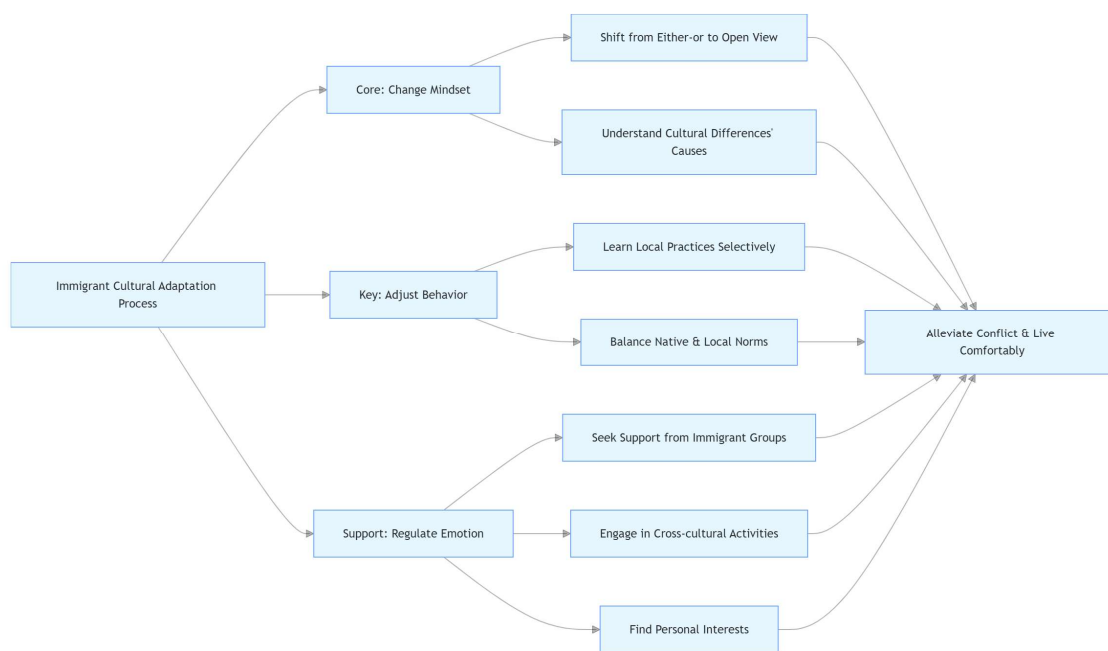 Shift from Either-or to Open View
Core: Change Mindset
Understand Cultural Differences'
Causes
Learn Local Practices Selectively
Immigrant Cultural Adaptation
Process
Key: Adjust Behavior
Balance Native & Local Norms
Alleviate Conflict & Live
Comfortably
Seek Support from Immigrant Groups
Support: Regulate Emotion
Engage in Cross-cultural Activities
Find Personal Interests